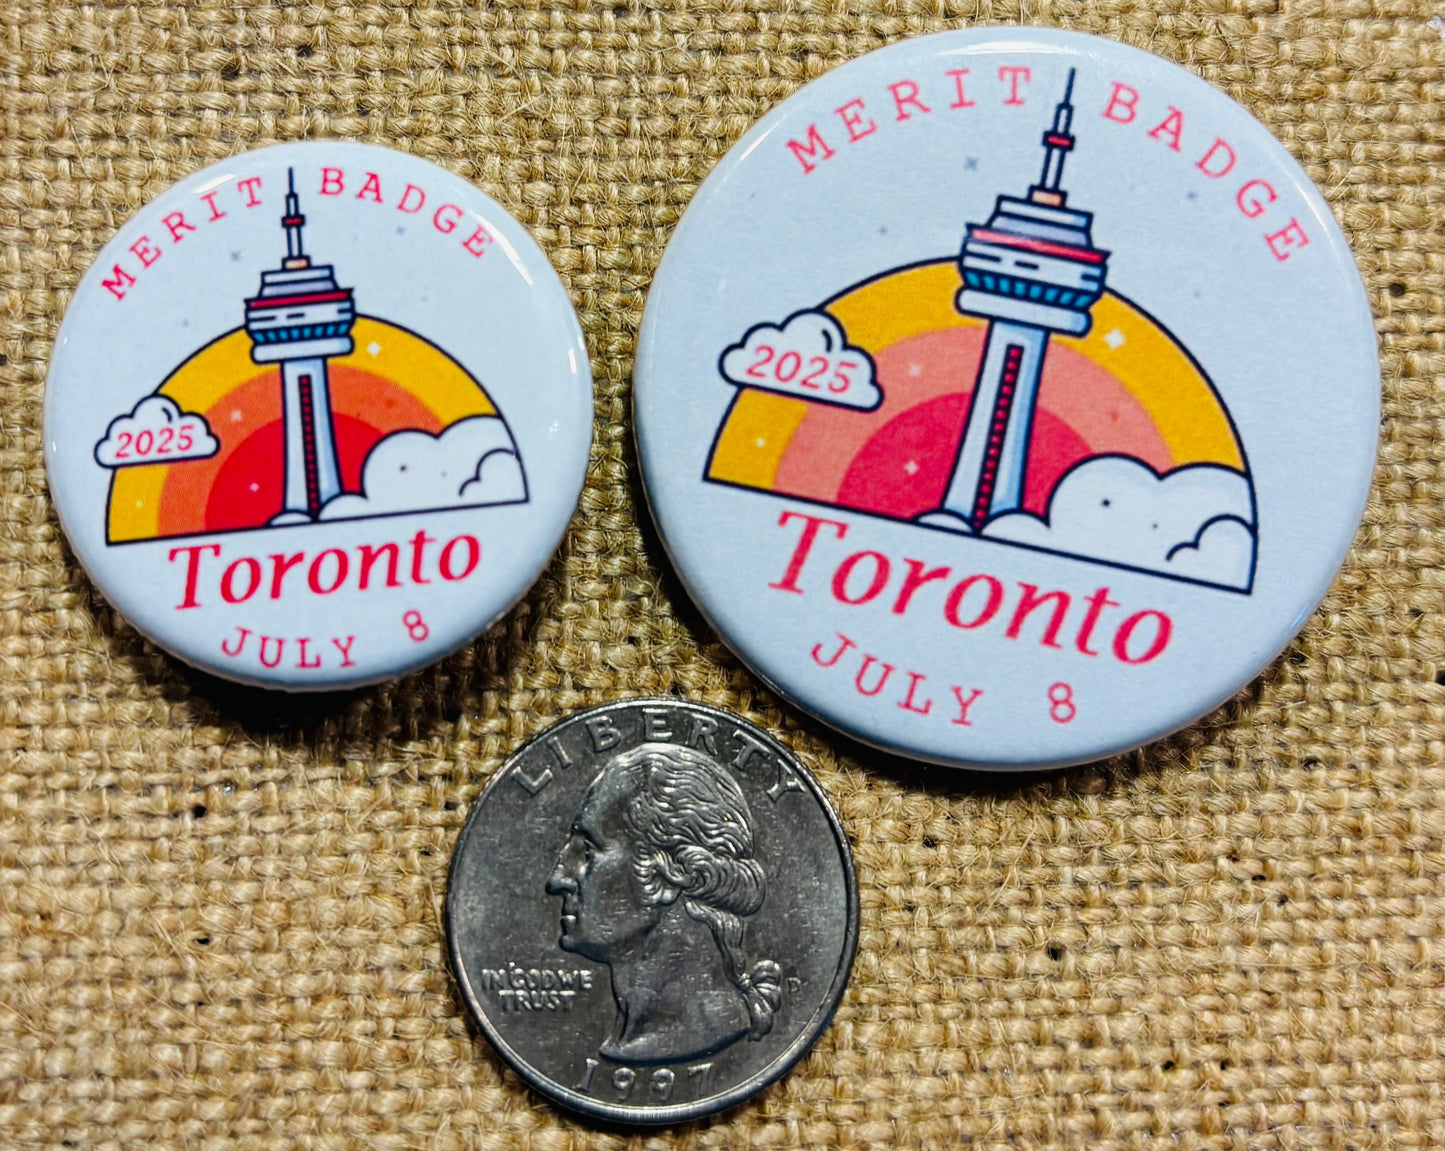 MERIT BADGE
2025
Toronto
JULY 8
MERIT BADGE
2025
Toronto
JULY 8
LIBERTY
IN GOD WE
TRUST
D
1997